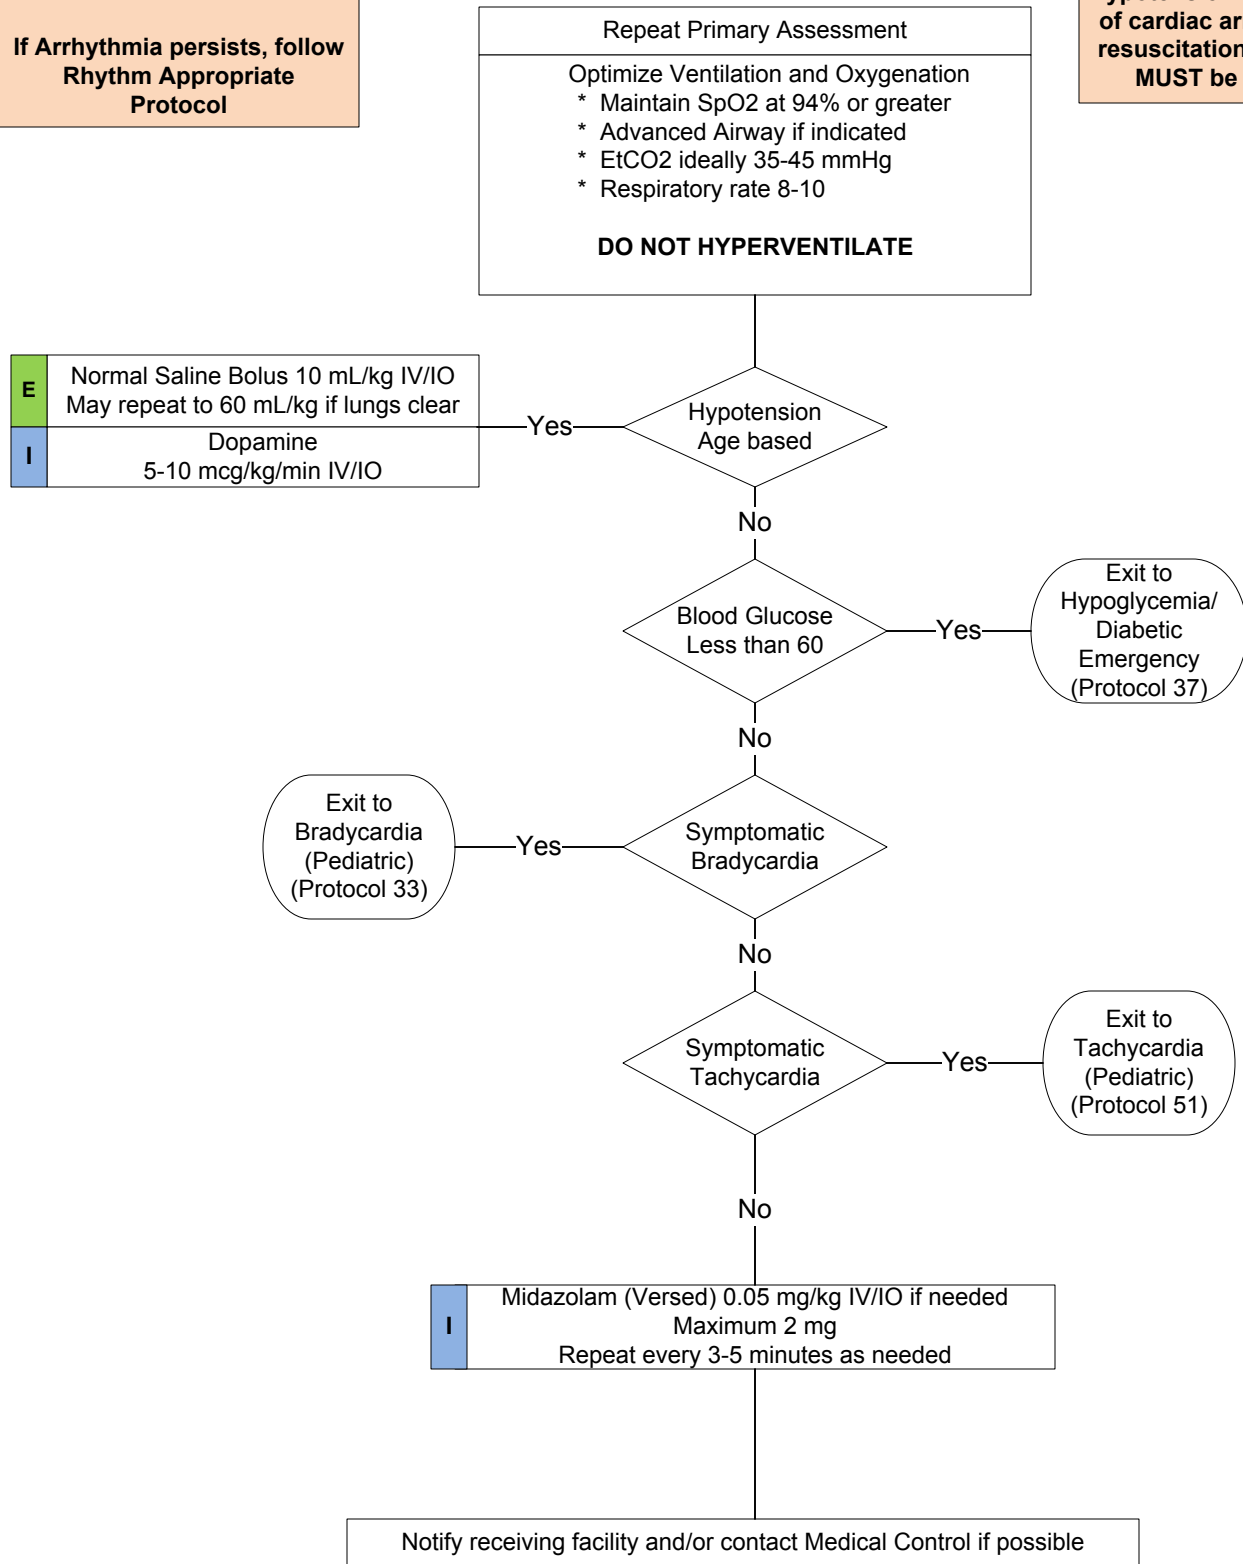 If Arrhythmia persists, follow
Rhythm Appropriate
Protocol
Repeat Primary Assessment
Optimize Ventilation and Oxygenation
* Maintain SpO2 at 94% or greater
* Advanced Airway if indicated
* EtCO2 ideally 35-45 mmHg
* Respiratory rate 8-10
DO NOT HYPERVENTILATE
of cardiac
resuscitation
MUST be
E
Normal Saline Bolus 10 mL/kg IV/IO
May repeat to 60 mL/kg if lungs clear
I
Dopamine
5-10 mcg/kg/min IV/IO
Yes
Hypotension
Age based
No
Blood Glucose
Less than 60
Yes
Exit to
Hypoglycemia/
Diabetic
Emergency
(Protocol 37)
No
Exit to
Bradycardia
(Pediatric)
(Protocol 33)
Yes
Symptomatic
Bradycardia
No
Symptomatic
Tachycardia
Yes
Exit to
Tachycardia
(Pediatric)
(Protocol 51)
No
I
Midazolam (Versed) 0.05 mg/kg IV/IO if needed
Maximum 2 mg
Repeat every 3-5 minutes as needed
Notify receiving facility and/or contact Medical Control if possible